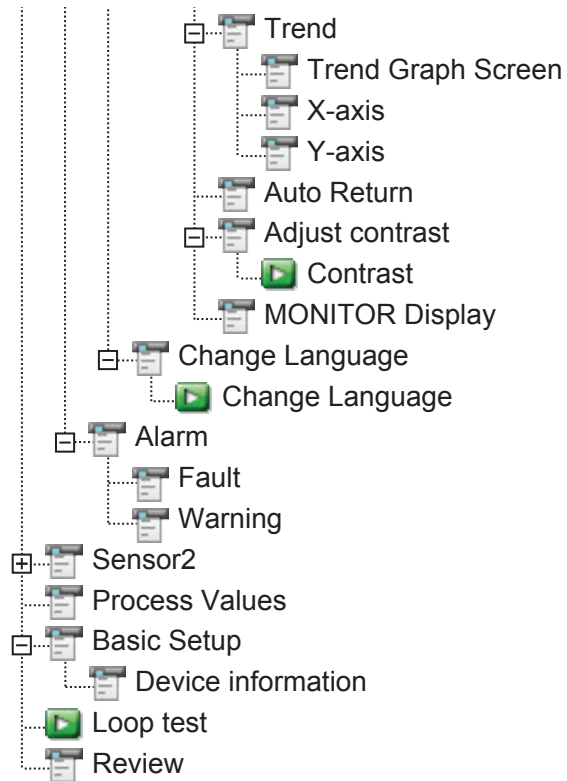 Trend
Trend Graph Screen
X-axis
Y-axis
Auto Return
Adjust contrast
Contrast
MONITOR Display
Change Language
Change Language
Alarm
Fault
Warning
Sensor2
Process Values
Basic Setup
Device information
Loop test
Review